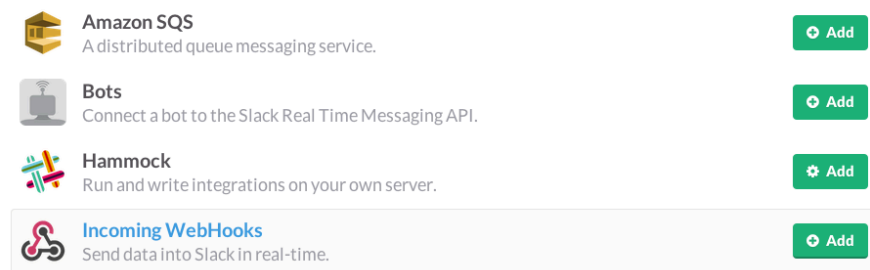 Amazon SQS
A distributed queue messaging service.
Add
Bots
Connect a bot to the Slack Real Time Messaging API.
Add
Hammock
Run and write integrations on your own server.
Add
Incoming WebHooks
Send data into Slack in real-time.
Add